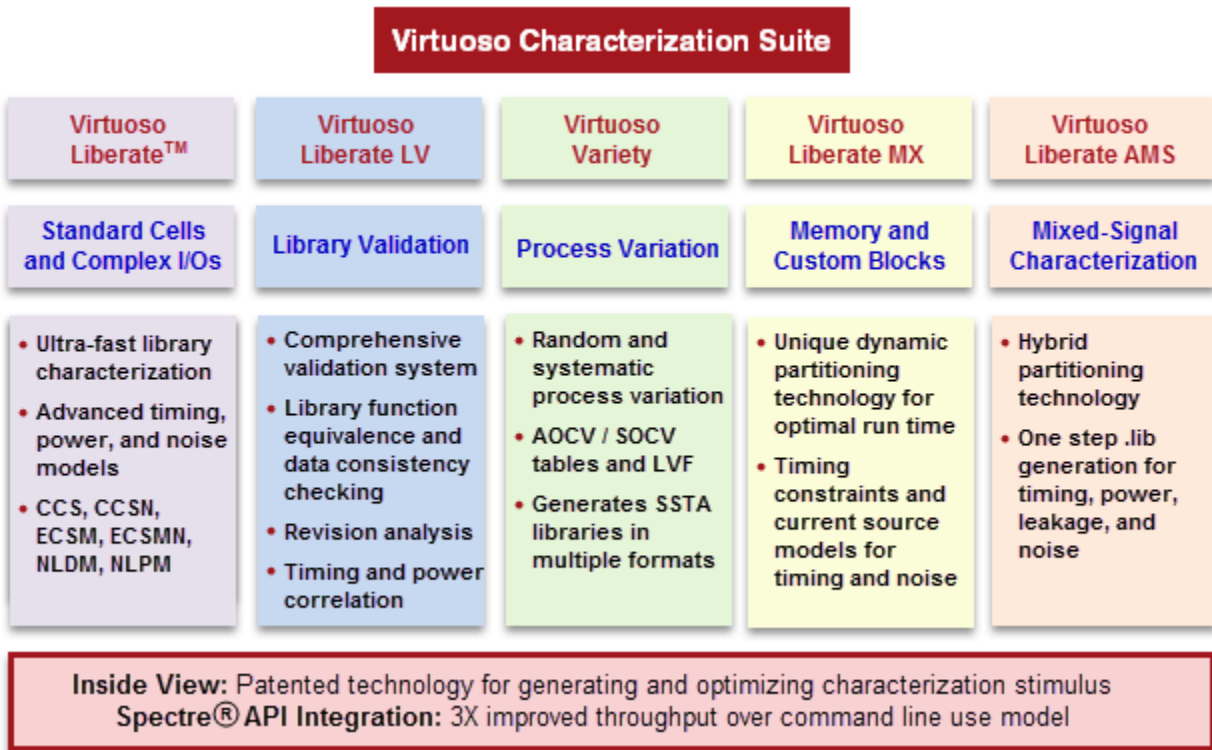 Virtuoso Characterization Suite
Virtuoso
Liberate™
Standard Cells
and Complex I/Os
• Ultra-fast library
characterization
• Advanced timing,
power, and noise
models
• CCS, CCSN,
ECSM, ECSMN,
NLDM, NLPM
Virtuoso
Liberate LV
Library Validation
• Comprehensive
validation system
• Library function
equivalence and
data consistency
checking
• Revision analysis
• Timing and power
correlation
Virtuoso
Variety
Process Variation
• Random and
systematic
process variation
• AOCV / SOCV
tables and LVF
• Generates SSTA
libraries in
multiple formats
Virtuoso
Liberate MX
Memory and
Custom Blocks
• Unique dynamic
partitioning
technology for
optimal run time
• Timing
constraints and
current source
models for
timing and noise
Virtuoso
Liberate AMS
Mixed-Signal
Characterization
• Hybrid
partitioning
technology
• One step .lib
generation for
timing, power,
leakage, and
noise
Inside View: Patented technology for generating and optimizing characterization stimulus
Spectre® API Integration: 3X improved throughput over command line use model